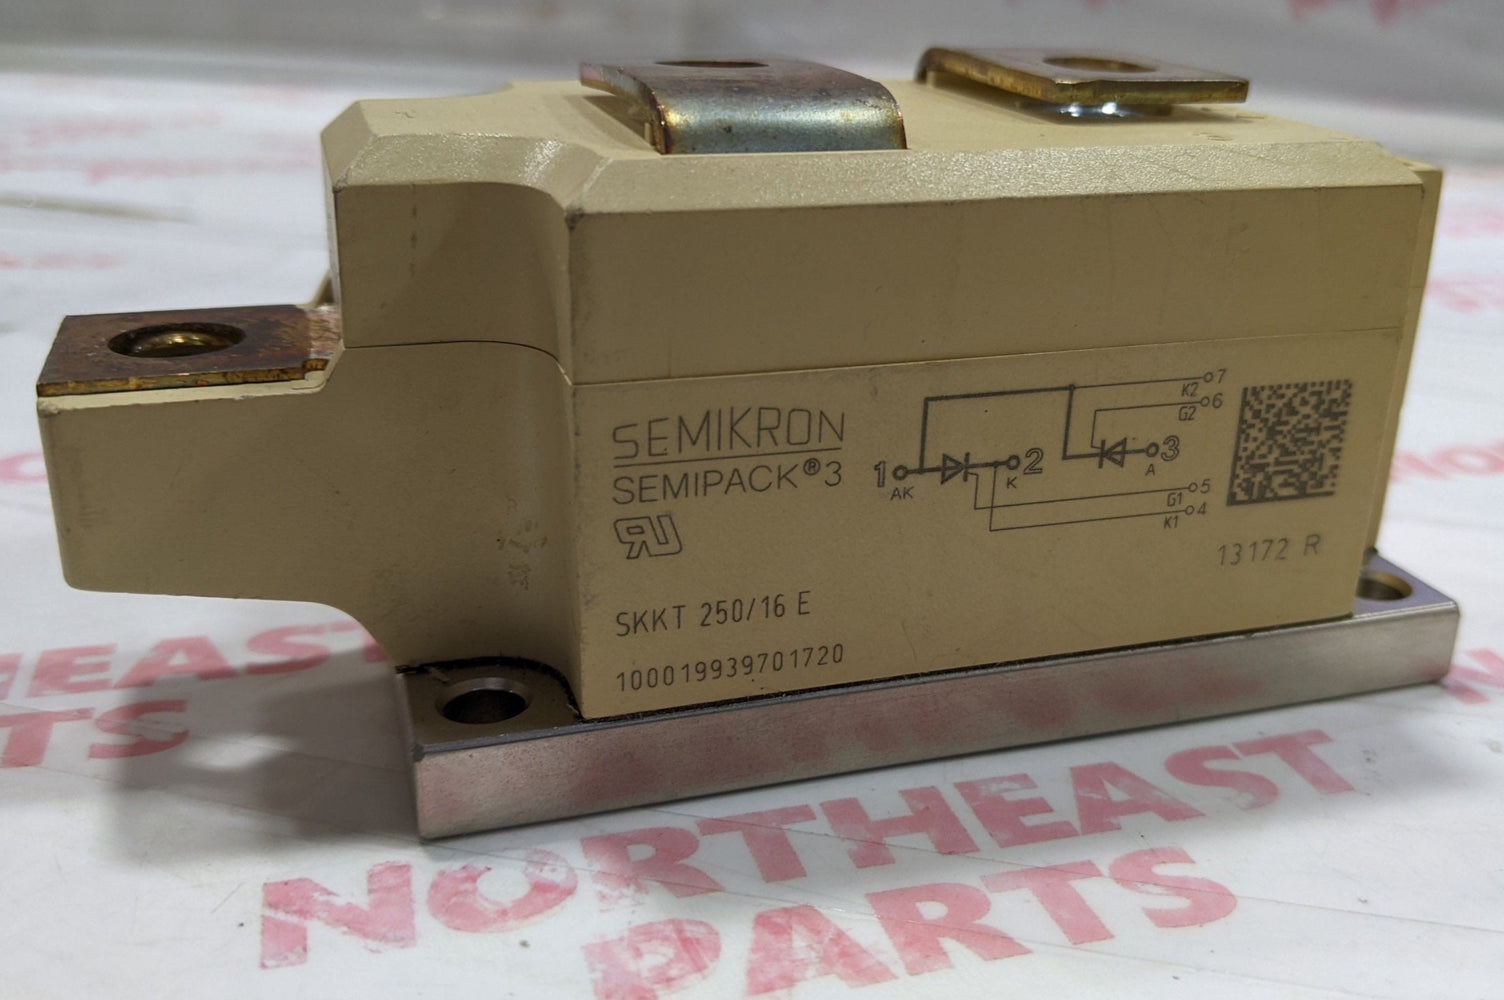 SEMIKRON
SEMIPACK®3
SKKT 250/16 E
100019939701720
1 AK
K 2
A 3
K2 7
G2 6
G1 5
K1 4
13172 R
NORTHEAST
PARTS